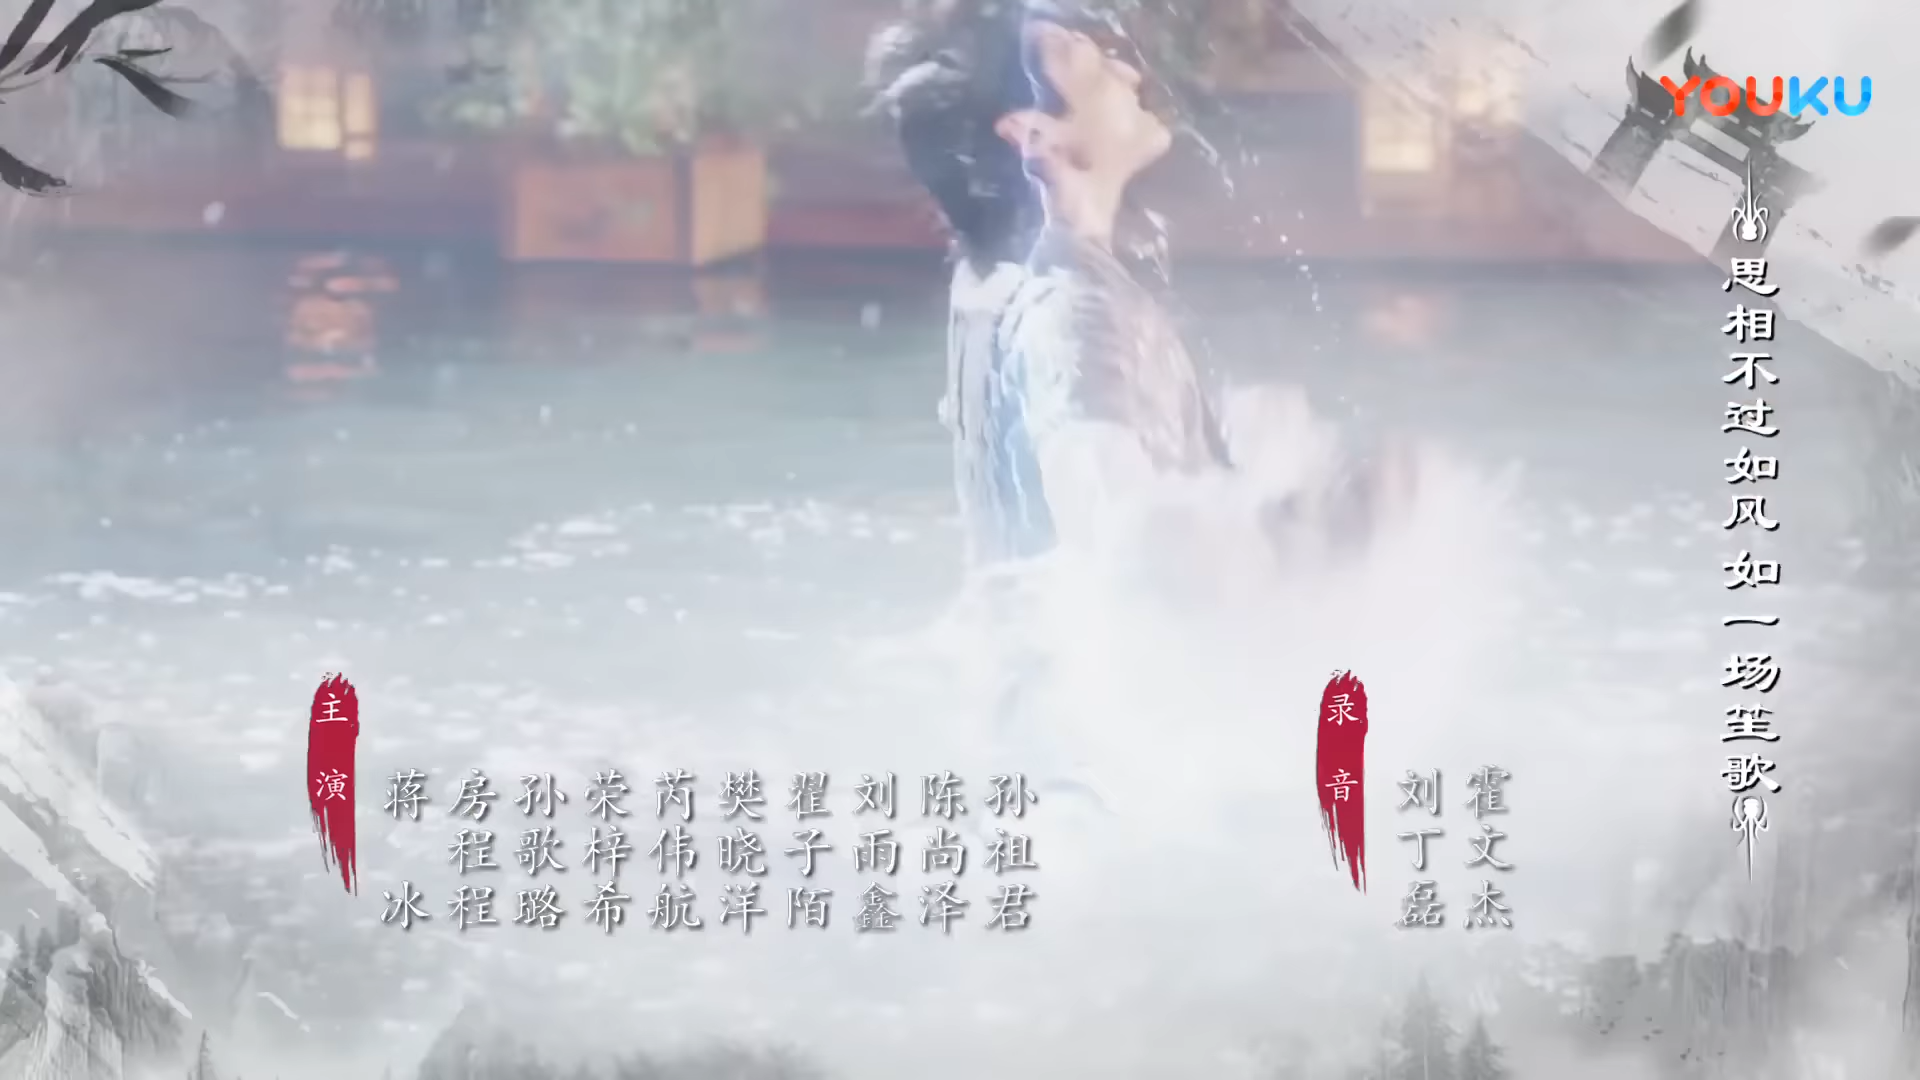 YOUKU
思相不过如风如一场笙歌
主演
蒋冰
房程程
孙歌璐
荣梓希
芮伟航
樊晓洋
翟子陌
刘雨鑫
陈尚泽
孙祖君
录音
刘丁磊
霍文杰